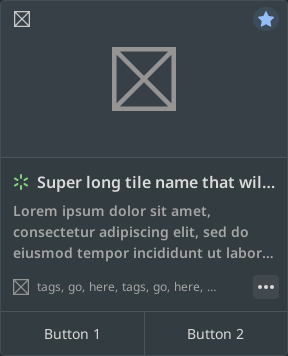 Super long tile name that wil...
Lorem ipsum dolor sit amet,
consectetur adipiscing elit, sed do
eiusmod tempor incididunt ut labor...
tags, go, here, tags, go, here, ...
Button 1
Button 2